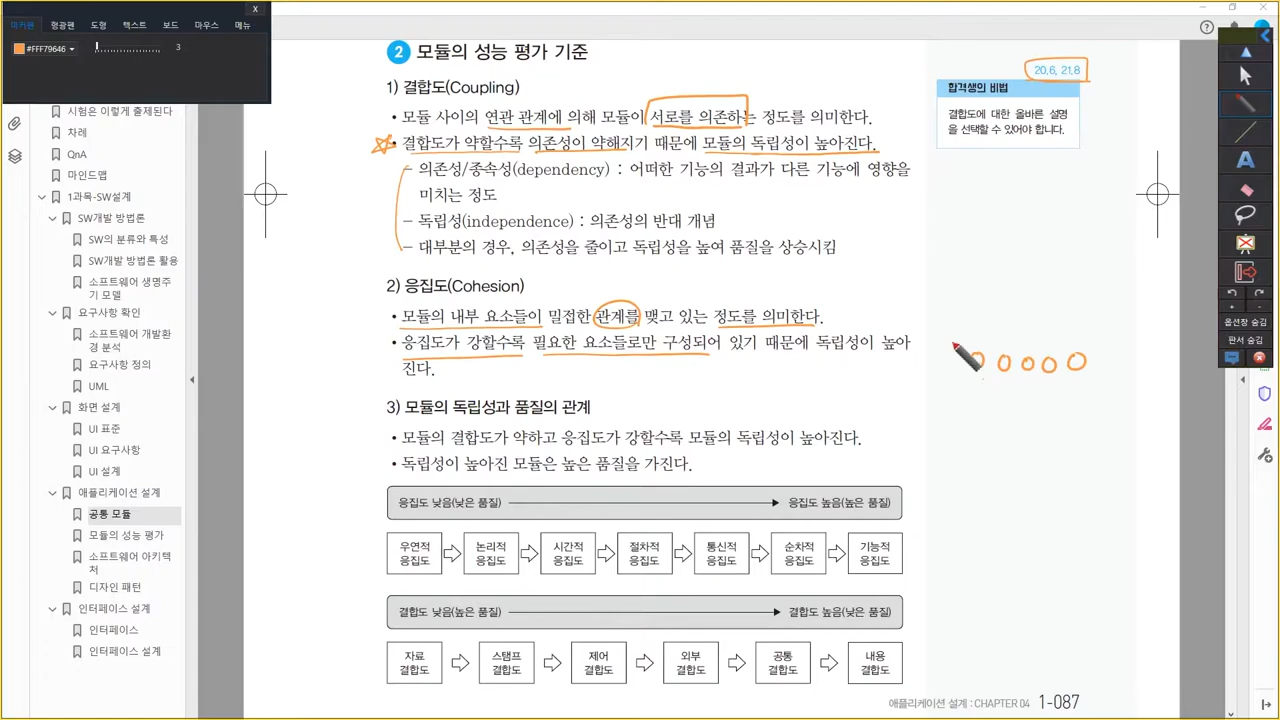 X
마커펜 형광펜 도형 텍스트 보드 마우스 메뉴
#FFF79646 3
시험은 이렇게 출제된다
차례
QnA
마인드맵
1과목-SW설계
SW개발 방법론
SW의 분류와 특성
SW개발 방법론 활용
소프트웨어 생명주
기 모델
요구사항 확인
소프트웨어 개발환
경 분석
요구사항 정의
UML
화면 설계
UI 표준
UI 요구사항
UI 설계
애플리케이션 설계
공통 모듈
모듈의 성능 평가
소프트웨어 아키텍
처
디자인 패턴
인터페이스 설계
인터페이스
인터페이스 설계
2 모듈의 성능 평가 기준
1) 결합도(Coupling)
• 모듈 사이의 연관 관계에 의해 모듈이 서로를 의존하는 정도를 의미한다.
• 결합도가 약할수록 의존성이 약해지기 때문에 모듈의 독립성이 높아진다.
– 의존성/종속성(dependency) : 어떠한 기능의 결과가 다른 기능에 영향을
미치는 정도
– 독립성(independence) : 의존성의 반대 개념
– 대부분의 경우, 의존성을 줄이고 독립성을 높여 품질을 상승시킴
2) 응집도(Cohesion)
• 모듈의 내부 요소들이 밀접한 관계를 맺고 있는 정도를 의미한다.
• 응집도가 강할수록 필요한 요소들로만 구성되어 있기 때문에 독립성이 높아
진다.
3) 모듈의 독립성과 품질의 관계
• 모듈의 결합도가 약하고 응집도가 강할수록 모듈의 독립성이 높아진다.
• 독립성이 높아진 모듈은 높은 품질을 가진다.
응집도 낮음(낮은 품질) 응집도 높음(높은 품질)
우연적 논리적 시간적 절차적 통신적 순차적 기능적
응집도 응집도 응집도 응집도 응집도 응집도 응집도
결합도 낮음(높은 품질) 결합도 높음(낮은 품질)
자료 스탬프 제어 외부 공통 내용
결합도 결합도 결합도 결합도 결합도 결합도
애플리케이션 설계 : CHAPTER 04 1-087
20.6, 21.8
합격생의 비법
결합도에 대한 올바른 설명
을 선택할 수 있어야 합니다.
옵션창 숨김
판서 숨김